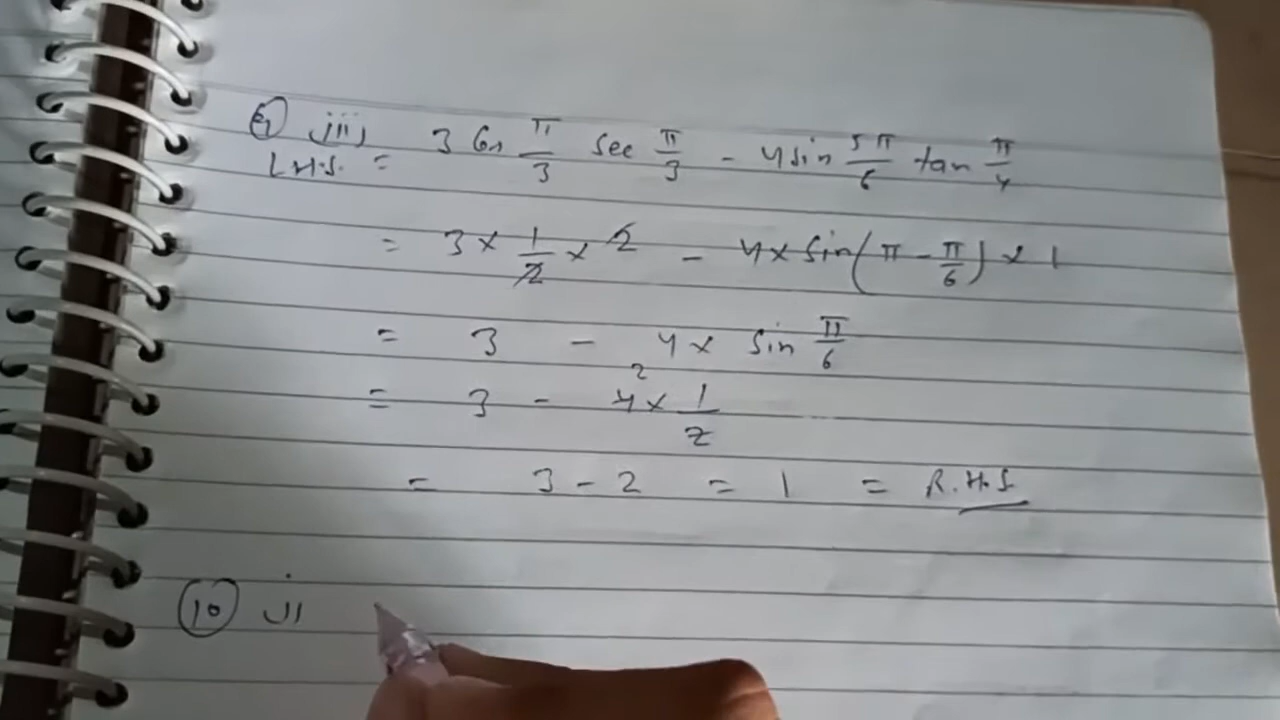 9) iii) 3 Cos π/3 sec π/3 - 4 sin 5π/6 tan π/4
L.H.S. =
= 3 × 1/2 × 2 - 4 × sin(π - π/6) × 1
= 3 - 4 × sin π/6
= 3 - 4 × 1/2 2
= 3 - 2 = 1 = R.H.S
10 i)